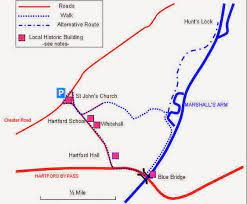 Roads
Walk
Alternative Route
Local Historic Building
-see notes-
Hunt's Lock
P
St John's Church
MARSHALL'S ARM
Chester Road
Hartford School
Whitehall
Hartford Hall
Blue Bridge
HARTFORD BYPASS
½ Mile